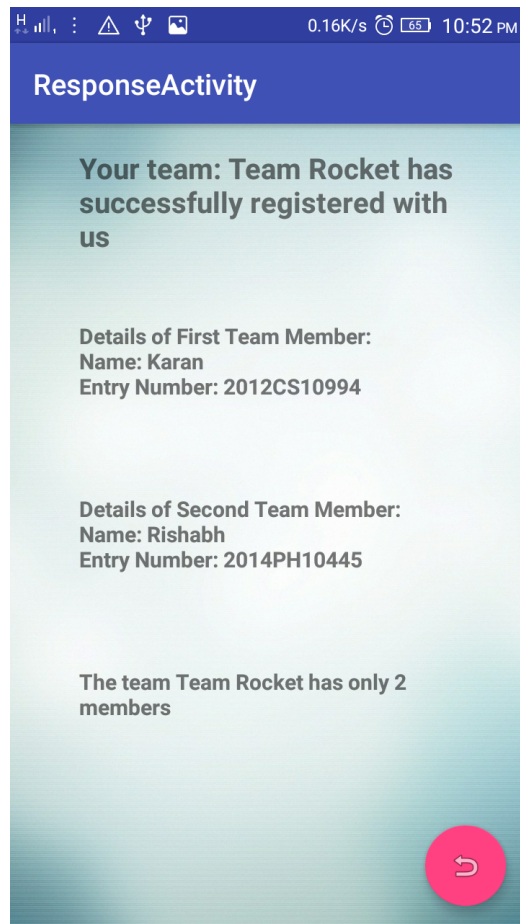 H 0.16K/s 65 10:52 PM
ResponseActivity
Your team: Team Rocket has
successfully registered with
us
Details of First Team Member:
Name: Karan
Entry Number: 2012CS10994
Details of Second Team Member:
Name: Rishabh
Entry Number: 2014PH10445
The team Team Rocket has only 2
members